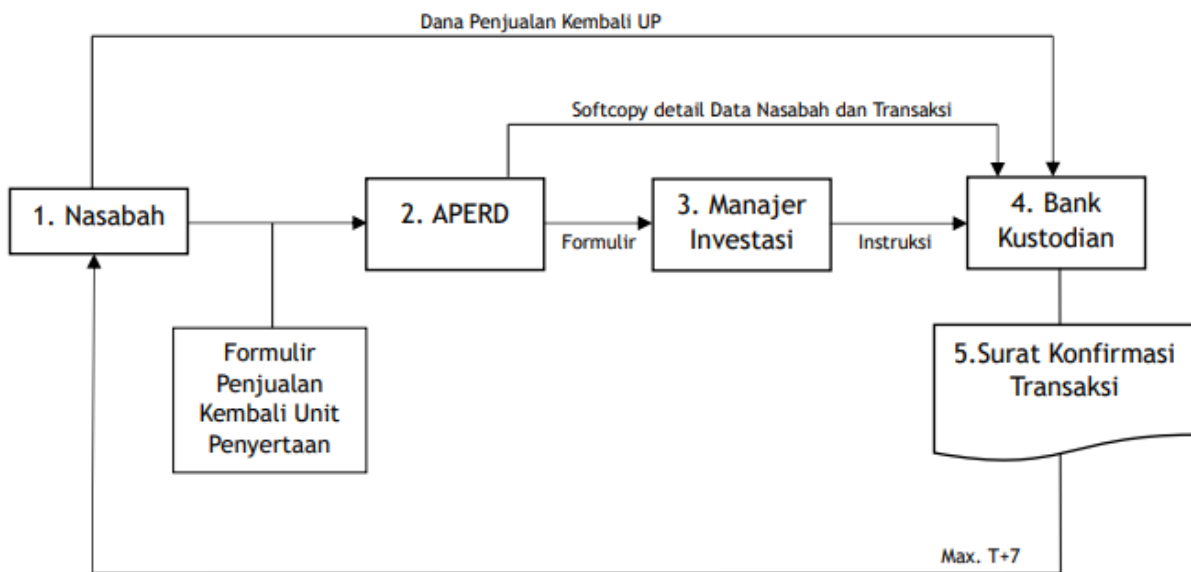 Dana Penjualan Kembali UP
Softcopy detail Data Nasabah dan Transaksi
1. Nasabah
2. APERD
Formulir
3. Manajer
Investasi
Instruksi
4. Bank
Kustodian
Formulir
Penjualan
Kembali Unit
Penyertaan
5.Surat Konfirmasi
Transaksi
Max. T+7